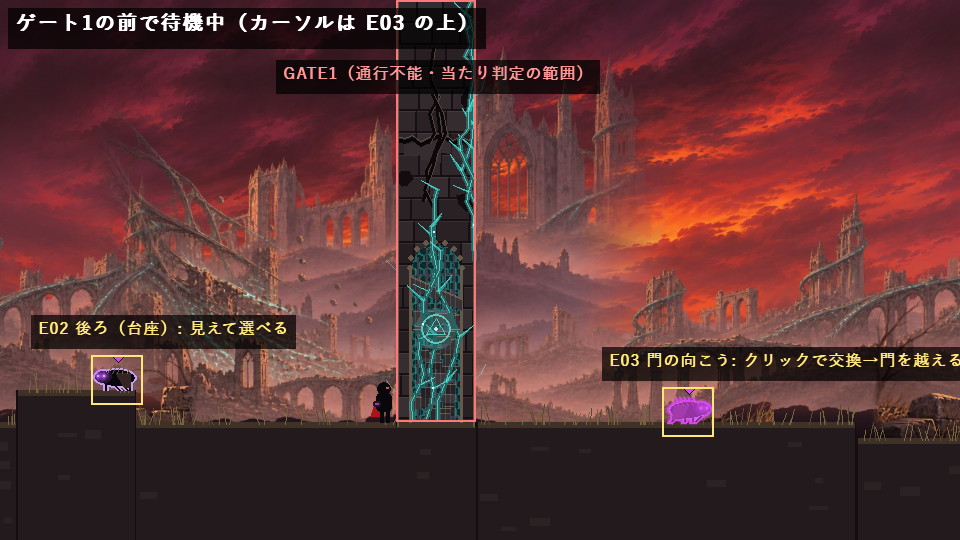 ゲート1の前で待機中（カーソルは E03 の上）
GATE1（通行不能・当たり判定の範囲）
E02 後ろ（台座）: 見えて選べる
E03 門の向こう: クリックで交換→門を越える